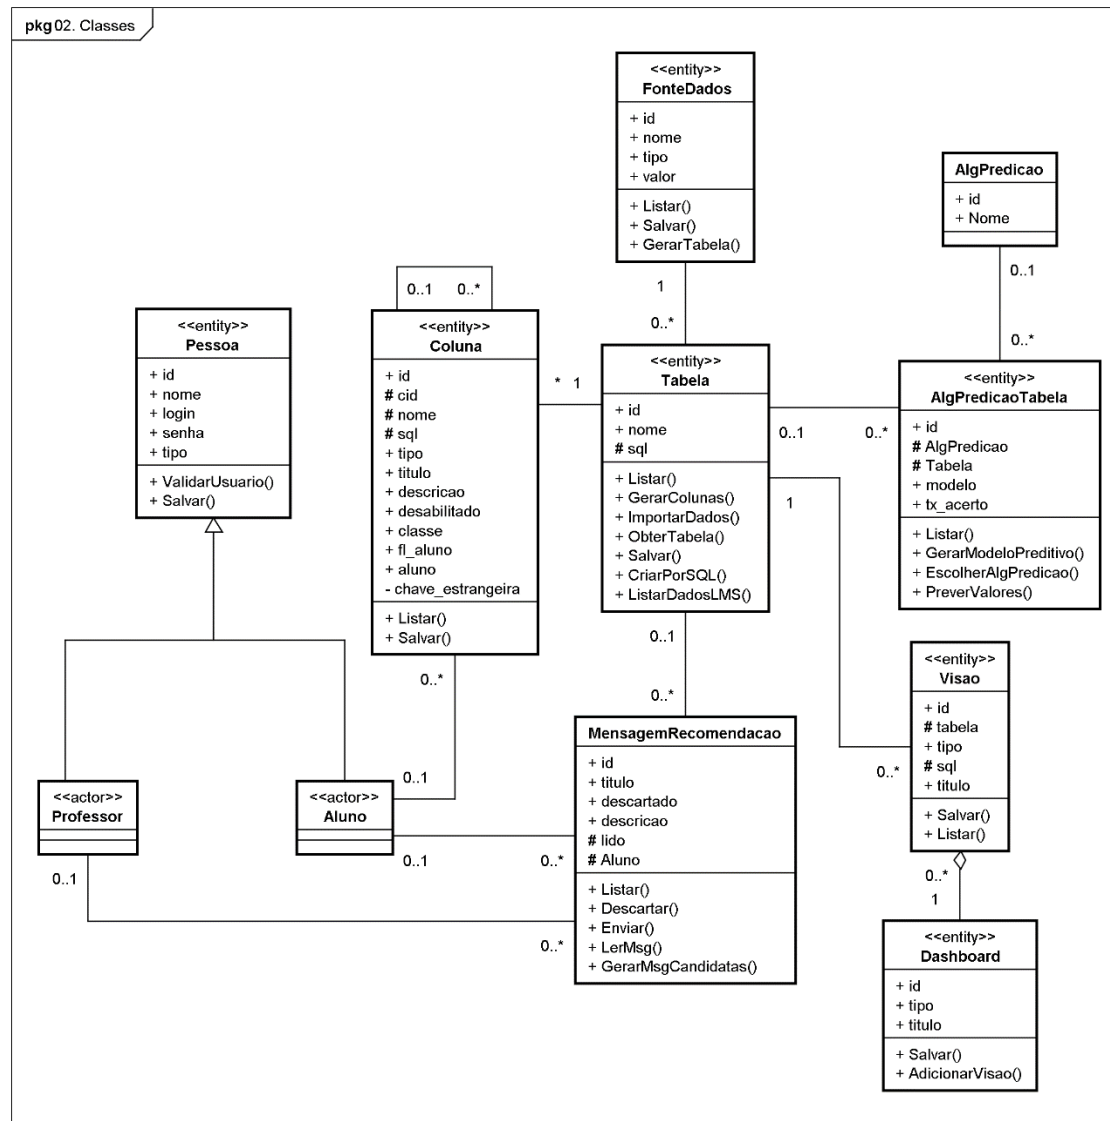 pkg 02. Classes
<<entity>>
FonteDados
+ id
+ nome
+ tipo
+ valor
+ Listar()
+ Salvar()
+ GerarTabela()
AlgPredicao
+ id
+ Nome
1
0..*
0..1
0..*
0..1
0..*
<<entity>>
Pessoa
+ id
+ nome
+ login
+ senha
+ tipo
+ ValidarUsuario()
+ Salvar()
<<entity>>
Coluna
+ id
# cid
# nome
# sql
+ tipo
+ titulo
+ descricao
+ desabilitado
+ classe
+ fl_aluno
+ aluno
- chave_estrangeira
+ Listar()
+ Salvar()
* 1
<<entity>>
Tabela
+ id
+ nome
# sql
+ Listar()
+ GerarColunas()
+ ImportarDados()
+ ObterTabela()
+ Salvar()
+ CriarPorSQL()
+ ListarDadosLMS()
0..1
0..*
<<entity>>
AlgPredicaoTabela
+ id
# AlgPredicao
# Tabela
+ modelo
+ tx_acerto
+ Listar()
+ GerarModeloPreditivo()
+ EscolherAlgPredicao()
+ PreverValores()
1
0..*
0..1
0..*
0..*
0..1
<<entity>>
Visao
+ id
# tabela
+ tipo
# sql
+ titulo
+ Salvar()
+ Listar()
<<actor>>
Professor
<<actor>>
Aluno
MensagemRecomendacao
+ id
+ titulo
+ descartado
+ descricao
# lido
# Aluno
+ Listar()
+ Descartar()
+ Enviar()
+ LerMsg()
+ GerarMsgCandidatas()
0..1
0..*
0..1
0..*
0..*
1
<<entity>>
Dashboard
+ id
+ tipo
+ titulo
+ Salvar()
+ AdicionarVisao()